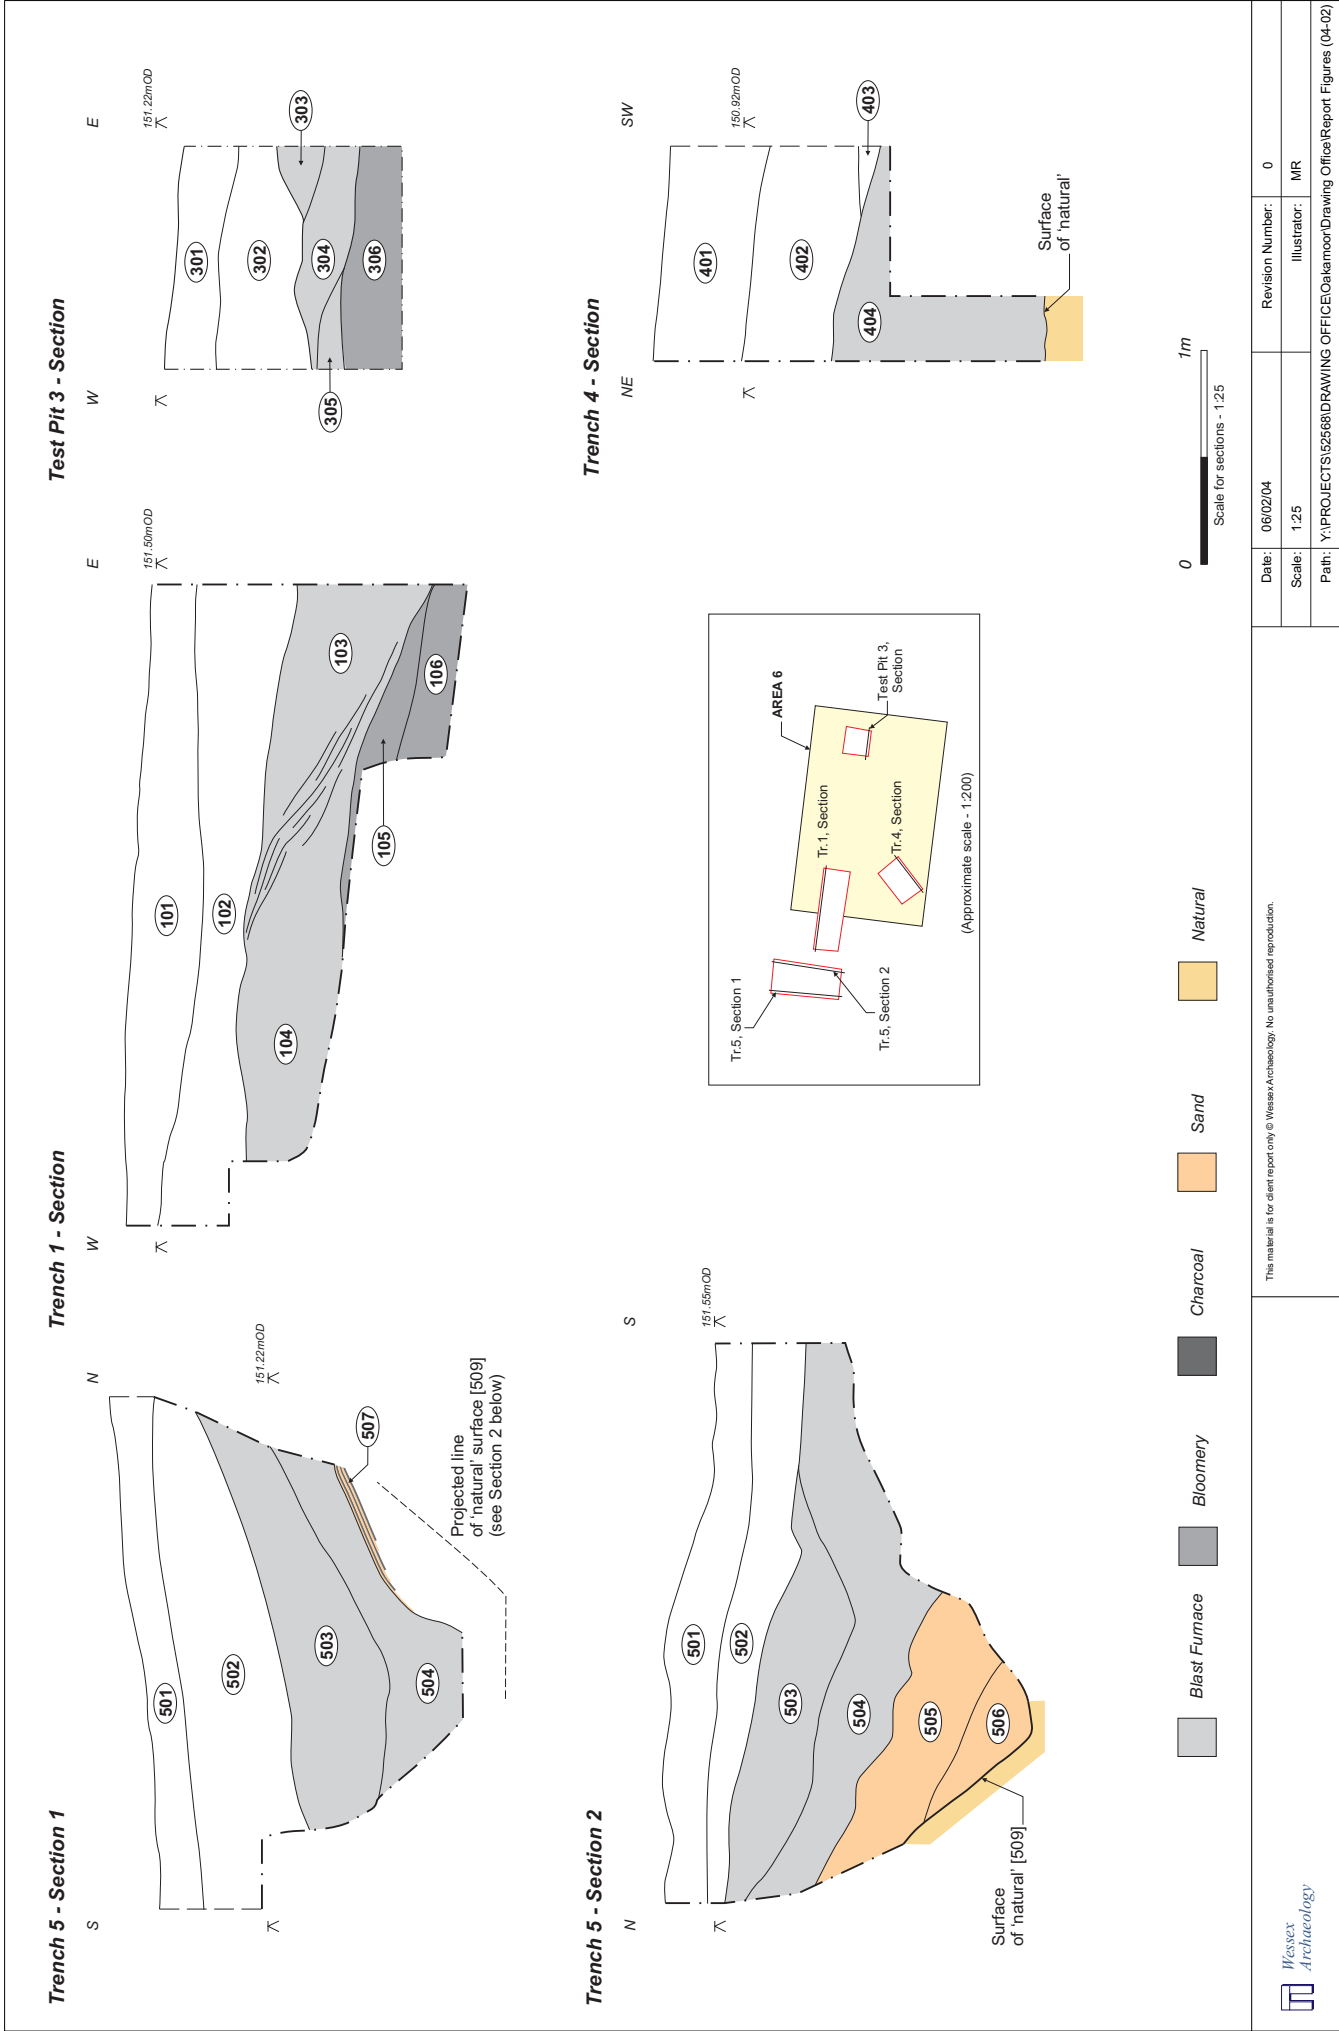 Trench 5 - Section 1
S
N
151.22mOD
501
502
503
504
507
Projected line
of 'natural' surface [509]
(see Section 2 below)
Trench 1 - Section
W
E
151.50mOD
101
102
103
104
105
106
Test Pit 3 - Section
W
E
151.22mOD
301
302
303
304
305
306
Trench 5 - Section 2
N
S
151.55mOD
501
502
503
504
505
506
Surface
of 'natural' [509]
Tr.5, Section 1
Tr.5, Section 2
Tr.1, Section
Tr.4, Section
AREA 6
Test Pit 3,
Section
(Approximate scale - 1:200)
Trench 4 - Section
NE
SW
150.92mOD
401
402
403
404
Surface
of 'natural'
0
1m
Scale for sections - 1:25
Blast Furnace
Bloomery
Charcoal
Sand
Natural
Wessex
Archaeology
This material is for client report only © Wessex Archaeology. No unauthorised reproduction.
Date: 06/02/04
Revision Number: 0
Scale: 1:25
Illustrator: MR
Path: Y:\PROJECTS\52568\DRAWING OFFICE\Oakamoor\Drawing Office\Report Figures (04-02)